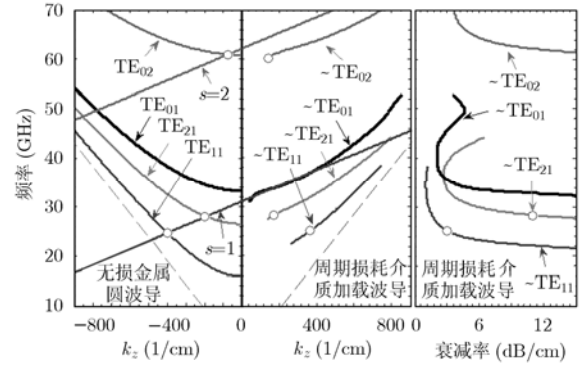 频率 (GHz)
70
60
50
40
30
20
10
TE02
s=2
TE01
TE21
TE11
s=1
无损金属
圆波导
−800
−400
0
kz (1/cm)
~TE02
~TE01
~TE21
~TE11
周期损耗介
质加载波导
400
800
kz (1/cm)
~TE02
~TE01
~TE21
~TE11
周期损耗介
质加载波导
0
6
12
衰减率 (dB/cm)